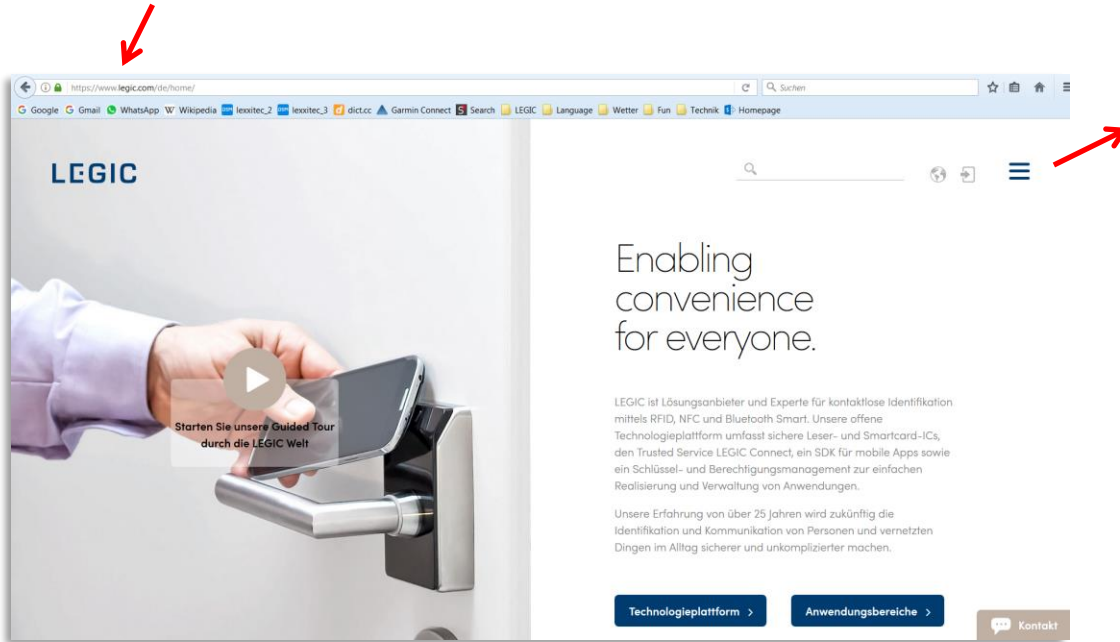 https://www.legic.com/de/home/
Suchen
Google Gmail WhatsApp Wikipedia lexxitec_2 lexxitec_3 dict.cc Garmin Connect Search LEGIC Language Wetter Fun Technik Homepage
LEGIC
Enabling
convenience
for everyone.
LEGIC ist Lösungsanbieter und Experte für kontaktlose Identifikation
mittels RFID, NFC und Bluetooth Smart. Unsere offene
Technologieplattform umfasst sichere Leser- und Smartcard-ICs,
den Trusted Service LEGIC Connect, ein SDK für mobile Apps sowie
ein Schlüssel- und Berechtigungsmanagement zur einfachen
Realisierung und Verwaltung von Anwendungen.
Unsere Erfahrung von über 25 Jahren wird zukünftig die
Identifikation und Kommunikation von Personen und vernetzten
Dingen im Alltag sicherer und unkomplizierter machen.
Starten Sie unsere Guided Tour
durch die LEGIC Welt
Technologieplattform >
Anwendungsbereiche >
Kontakt